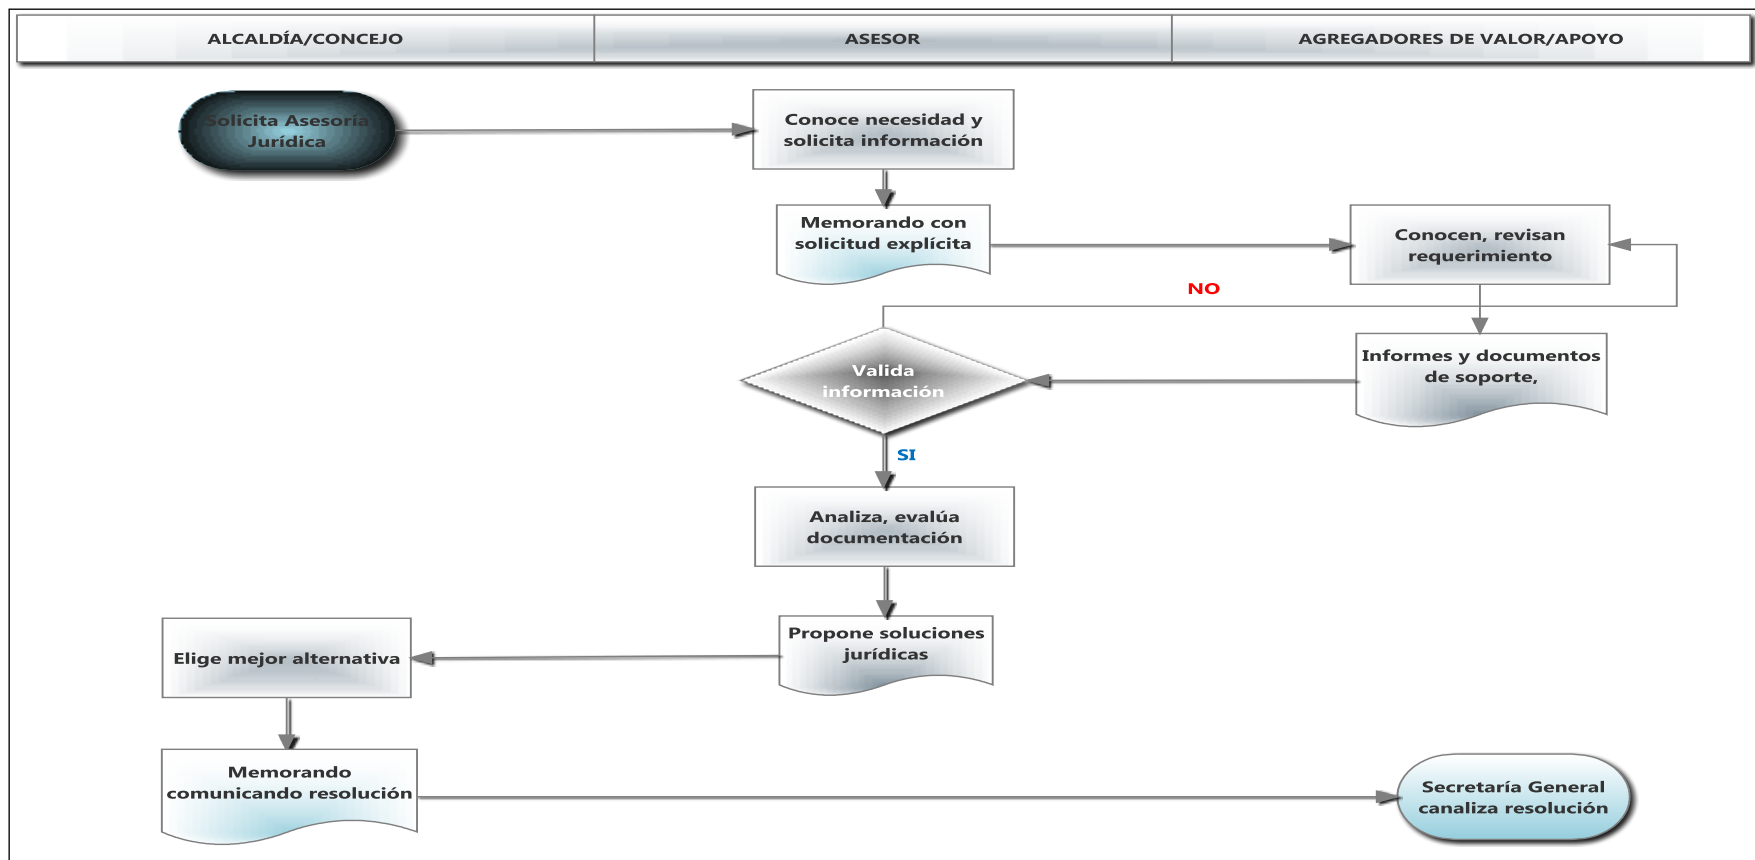 ALCALDÍA/CONCEJO
ASESOR
AGREGADORES DE VALOR/APOYO
Solicita Asesoría
Jurídica
Conoce necesidad y
solicita información
Memorando con
solicitud explícita
Conocen, revisan
requerimiento
NO
Valida
información
Informes y documentos
de soporte,
SI
Analiza, evalúa
documentación
Propone soluciones
jurídicas
Elige mejor alternativa
Memorando
comunicando resolución
Secretaría General
canaliza resolución